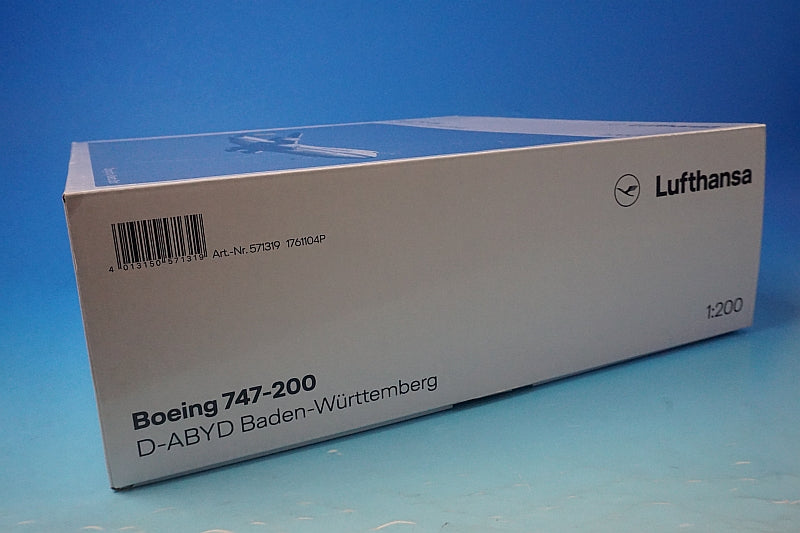 Lufthansa
4 013150 571319
Art.-Nr. 571319 1761104P
1:200
Boeing 747-200
D-ABYD Baden-Württemberg